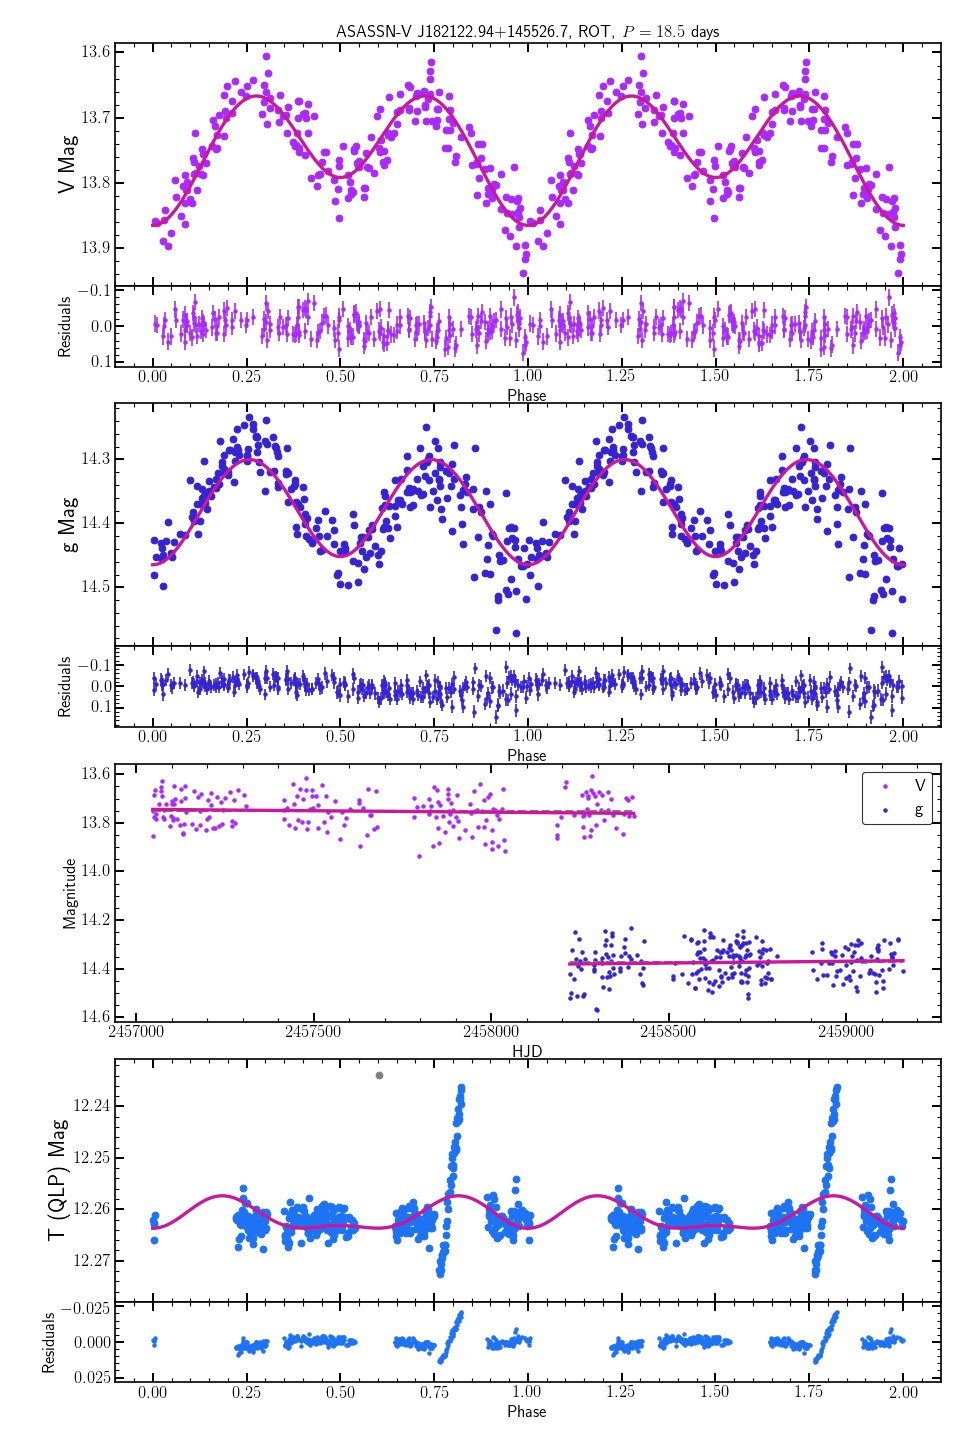 ASASSN-V J182122.94+145526.7, ROT, P = 18.5 days
13.6
13.7
13.8
13.9
V Mag
−0.1
0.0
0.1
Residuals
0.00 0.25 0.50 0.75 1.00 1.25 1.50 1.75 2.00
Phase
14.3
14.4
14.5
g Mag
−0.1
0.0
0.1
Residuals
0.00 0.25 0.50 0.75 1.00 1.25 1.50 1.75 2.00
Phase
13.6
13.8
14.0
14.2
14.4
14.6
Magnitude
V
g
2457000 2457500 2458000 2458500 2459000
HJD
12.24
12.25
12.26
12.27
T (QLP) Mag
−0.025
0.000
0.025
Residuals
0.00 0.25 0.50 0.75 1.00 1.25 1.50 1.75 2.00
Phase